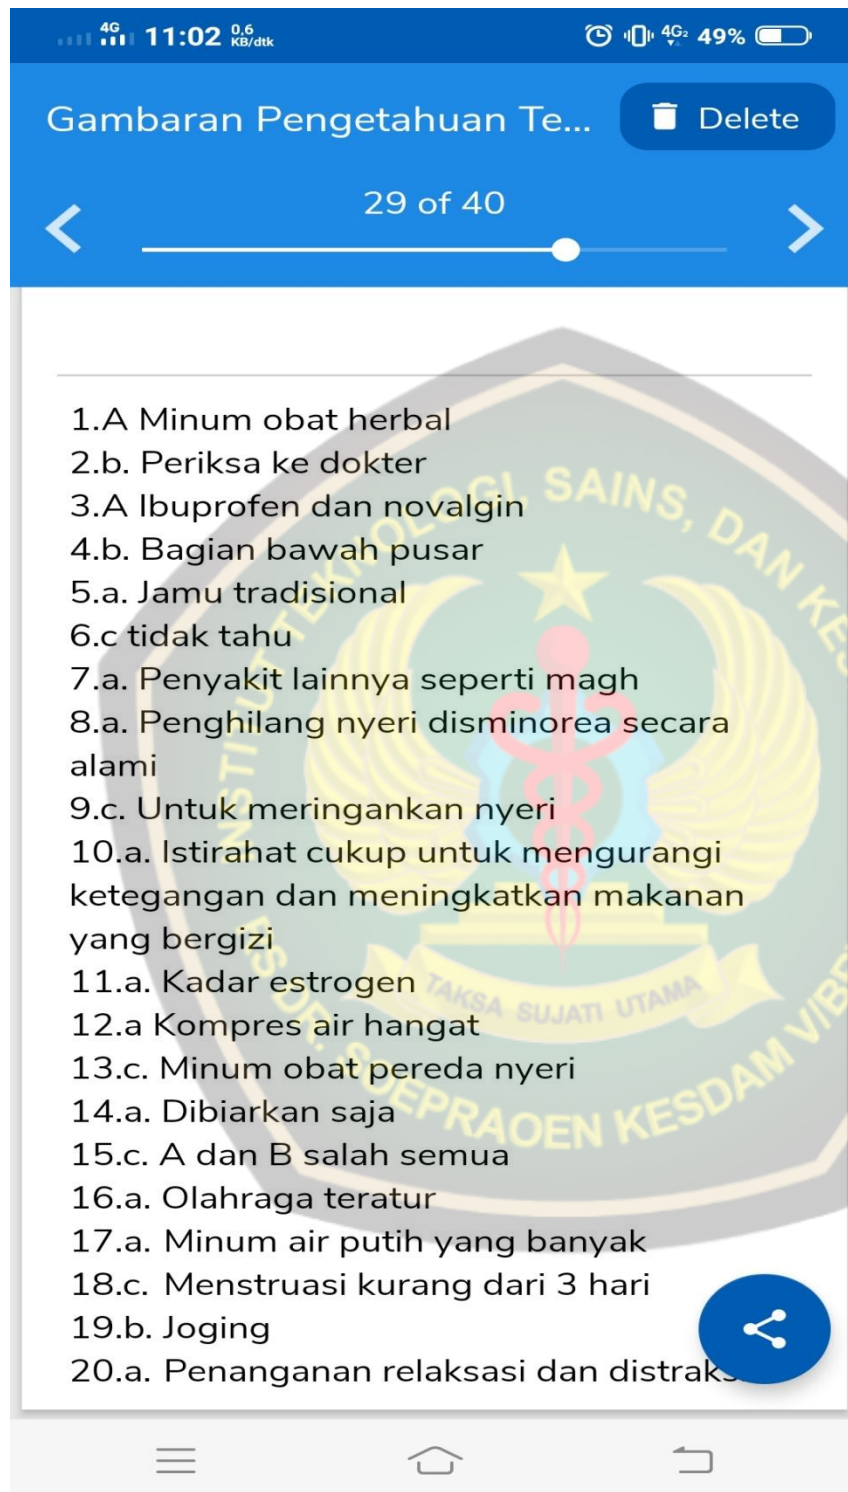 4G 11:02 0,6 KB/dtk 4G2 49%
Gambaran Pengetahuan Te... Delete
29 of 40
1.A Minum obat herbal
2.b. Periksa ke dokter
3.A Ibuprofen dan novalgin
4.b. Bagian bawah pusar
5.a. Jamu tradisional
6.c tidak tahu
7.a. Penyakit lainnya seperti magh
8.a. Penghilang nyeri disminorea secara
alami
9.c. Untuk meringankan nyeri
10.a. Istirahat cukup untuk mengurangi
ketegangan dan meningkatkan makanan
yang bergizi
11.a. Kadar estrogen
12.a Kompres air hangat
13.c. Minum obat pereda nyeri
14.a. Dibiarkan saja
15.c. A dan B salah semua
16.a. Olahraga teratur
17.a. Minum air putih yang banyak
18.c. Menstruasi kurang dari 3 hari
19.b. Joging
20.a. Penanganan relaksasi dan
INSTITUT TEKNOLOGI, SAINS, DAN
TAKSA SUJATI UTAMA
DR. SOEPRAOEN KESDAM